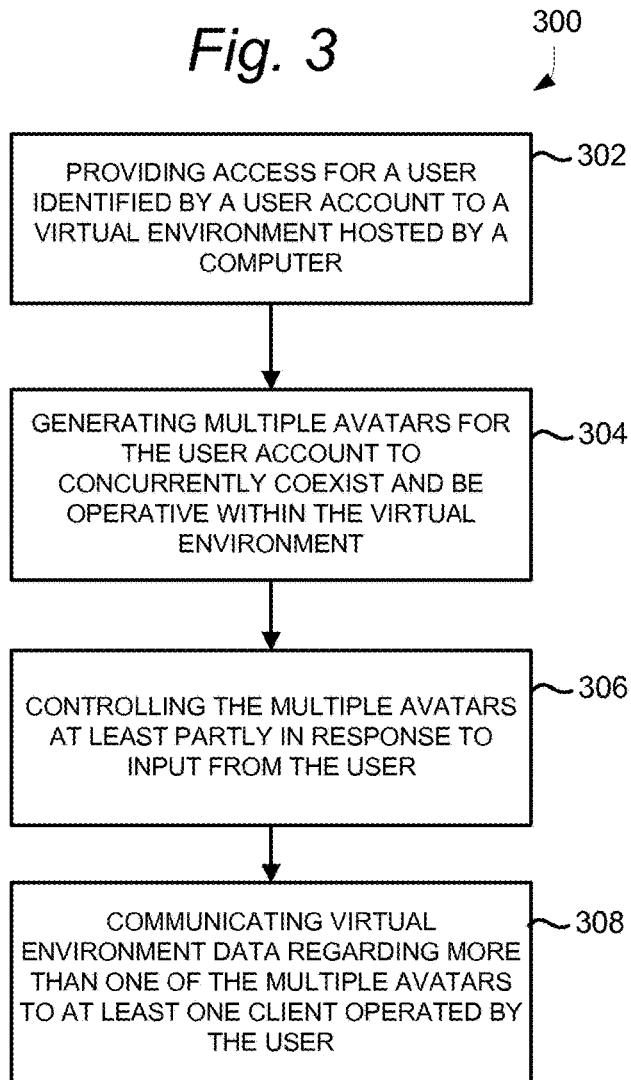 Fig. 3
300
PROVIDING ACCESS FOR A USER
IDENTIFIED BY A USER ACCOUNT TO A
VIRTUAL ENVIRONMENT HOSTED BY A
COMPUTER
302
GENERATING MULTIPLE AVATARS FOR
THE USER ACCOUNT TO
CONCURRENTLY COEXIST AND BE
OPERATIVE WITHIN THE VIRTUAL
ENVIRONMENT
304
CONTROLLING THE MULTIPLE AVATARS
AT LEAST PARTLY IN RESPONSE TO
INPUT FROM THE USER
306
COMMUNICATING VIRTUAL
ENVIRONMENT DATA REGARDING MORE
THAN ONE OF THE MULTIPLE AVATARS
TO AT LEAST ONE CLIENT OPERATED BY
THE USER
308